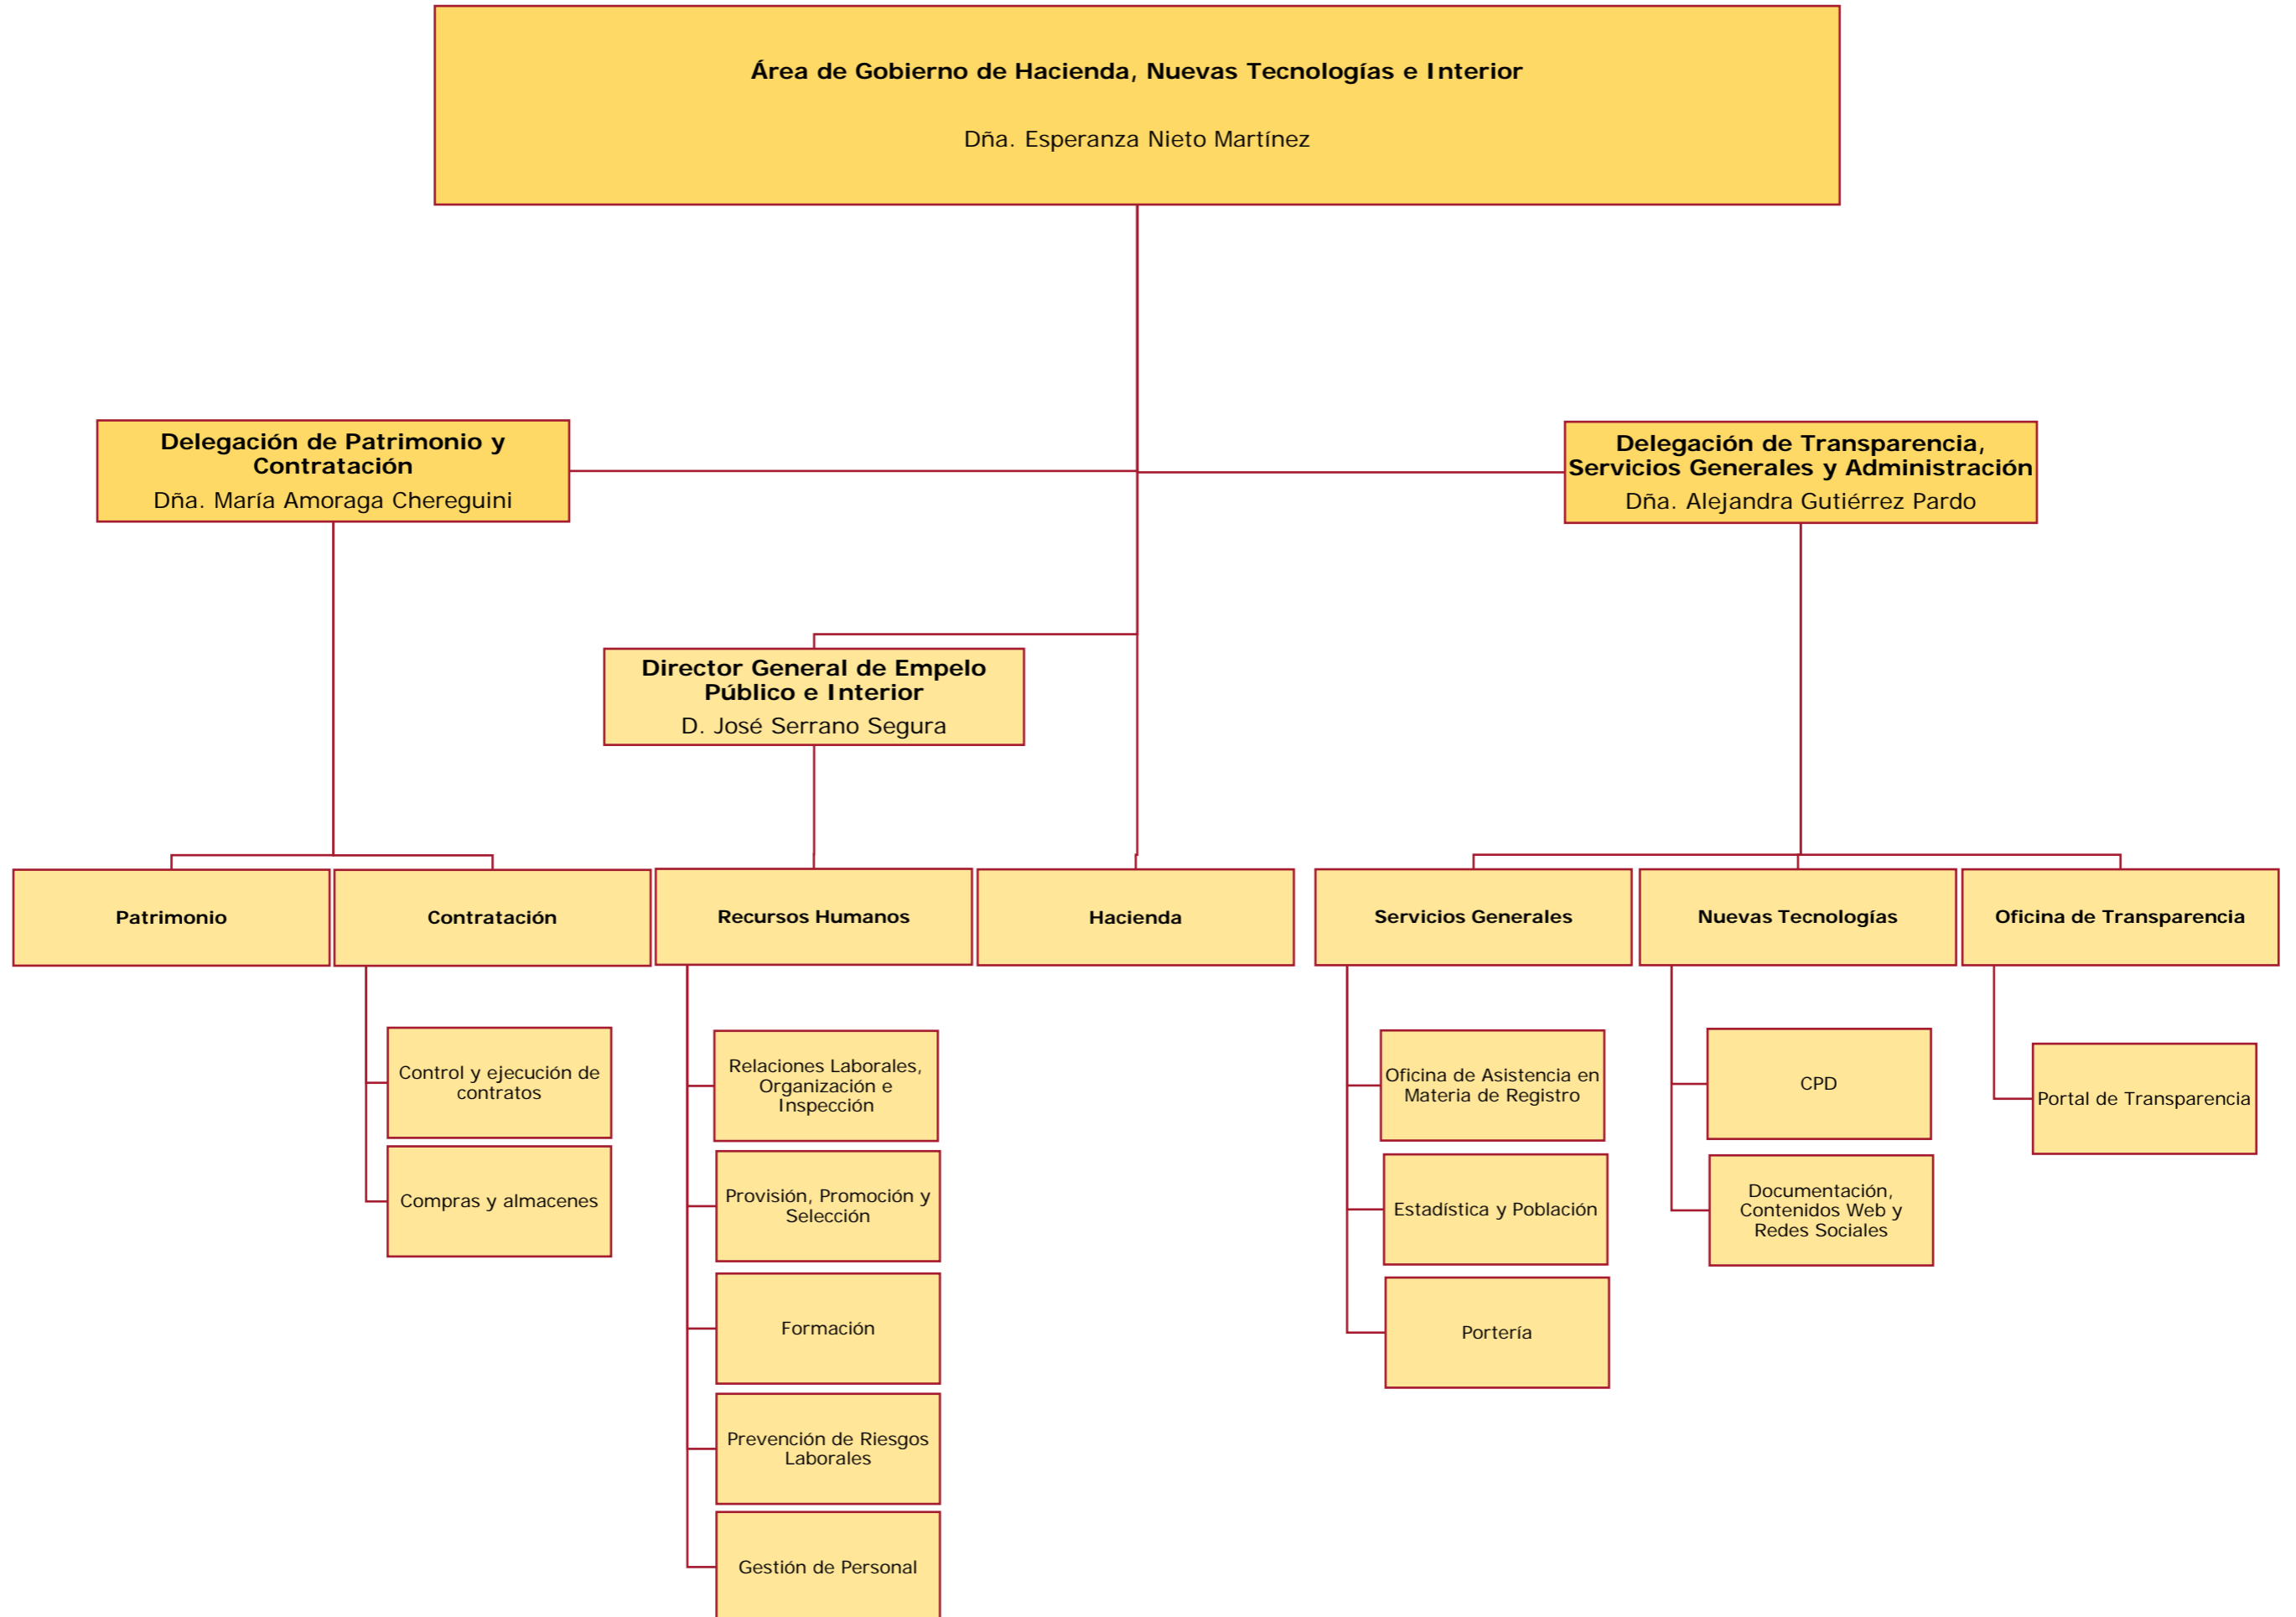 Área de Gobierno de Hacienda, Nuevas Tecnologías e Interior
Dña. Esperanza Nieto Martínez
Delegación de Patrimonio y
Contratación
Dña. María Amoraga Chereguini
Delegación de Transparencia,
Servicios Generales y Administración
Dña. Alejandra Gutiérrez Pardo
Director General de Empelo
Público e Interior
D. José Serrano Segura
Patrimonio
Contratación
Recursos Humanos
Hacienda
Servicios Generales
Nuevas Tecnologías
Oficina de Transparencia
Control y ejecución de
contratos
Compras y almacenes
Relaciones Laborales,
Organización e
Inspección
Provisión, Promoción y
Selección
Formación
Prevención de Riesgos
Laborales
Gestión de Personal
Oficina de Asistencia en
Materia de Registro
Estadística y Población
Portería
CPD
Documentación,
Contenidos Web y
Redes Sociales
Portal de Transparencia